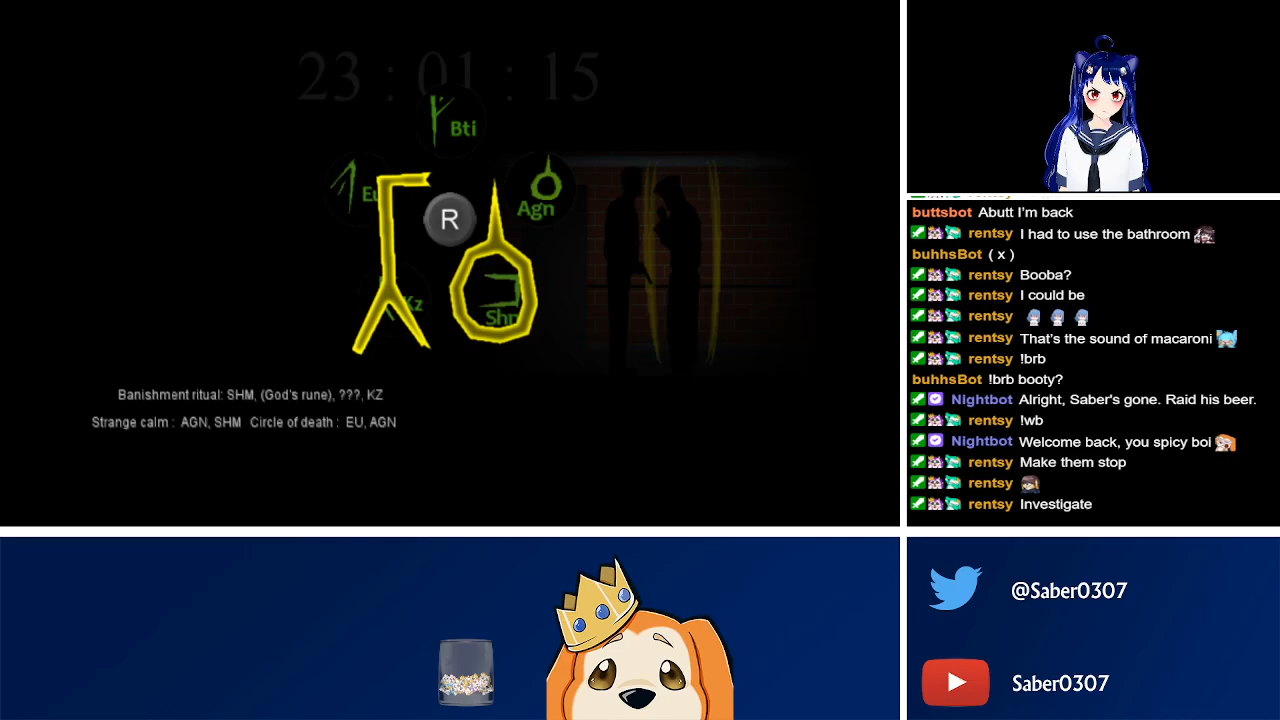 23 : 01 : 15
Bti
Eu
Agn
R
Kz
Shm
Banishment ritual: SHM, (God's rune), ???, KZ
Strange calm : AGN, SHM Circle of death : EU, AGN
buttsbot Abutt I'm back
rentsy I had to use the bathroom
buhhsBot ( x )
rentsy Booba?
rentsy I could be
rentsy
rentsy That's the sound of macaroni
rentsy !brb
buhhsBot !brb booty?
Nightbot Alright, Saber's gone. Raid his beer.
rentsy !wb
Nightbot Welcome back, you spicy boi
rentsy Make them stop
rentsy
rentsy Investigate
@Saber0307
Saber0307